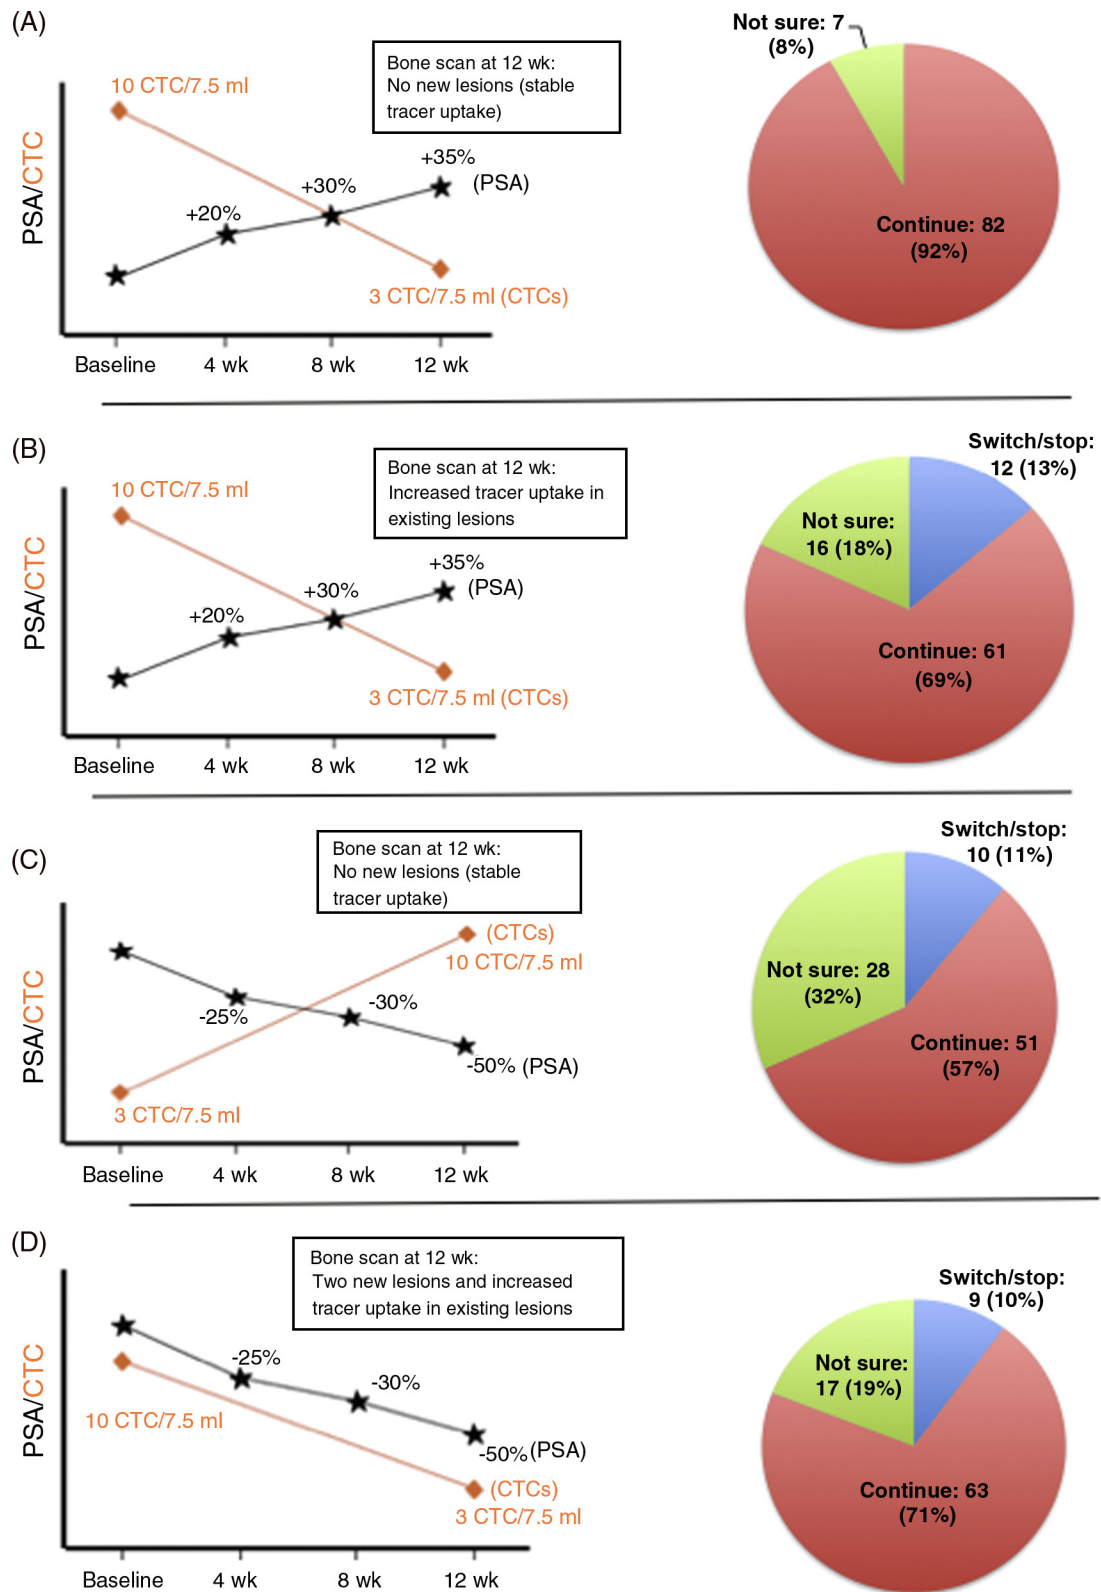 (A)
PSA/CTC
10 CTC/7.5 ml
Bone scan at 12 wk:
No new lesions (stable
tracer uptake)
+20%
+30%
+35%
(PSA)
3 CTC/7.5 ml (CTCs)
Baseline 4 wk 8 wk 12 wk
Not sure: 7
(8%)
Continue: 82
(92%)
(B)
PSA/CTC
10 CTC/7.5 ml
Bone scan at 12 wk:
Increased tracer uptake in
existing lesions
+20%
+30%
+35%
(PSA)
3 CTC/7.5 ml (CTCs)
Baseline 4 wk 8 wk 12 wk
Switch/stop:
12 (13%)
Not sure:
16 (18%)
Continue: 61
(69%)
(C)
PSA/CTC
Bone scan at 12 wk:
No new lesions (stable
tracer uptake)
(CTCs)
10 CTC/7.5 ml
-25%
-30%
-50% (PSA)
3 CTC/7.5 ml
Baseline 4 wk 8 wk 12 wk
Switch/stop:
10 (11%)
Not sure: 28
(32%)
Continue: 51
(57%)
(D)
PSA/CTC
Bone scan at 12 wk:
Two new lesions and increased
tracer uptake in existing lesions
-25%
-30%
10 CTC/7.5 ml
-50% (PSA)
(CTCs)
3 CTC/7.5 ml
Baseline 4 wk 8 wk 12 wk
Switch/stop:
9 (10%)
Not sure:
17 (19%)
Continue: 63
(71%)